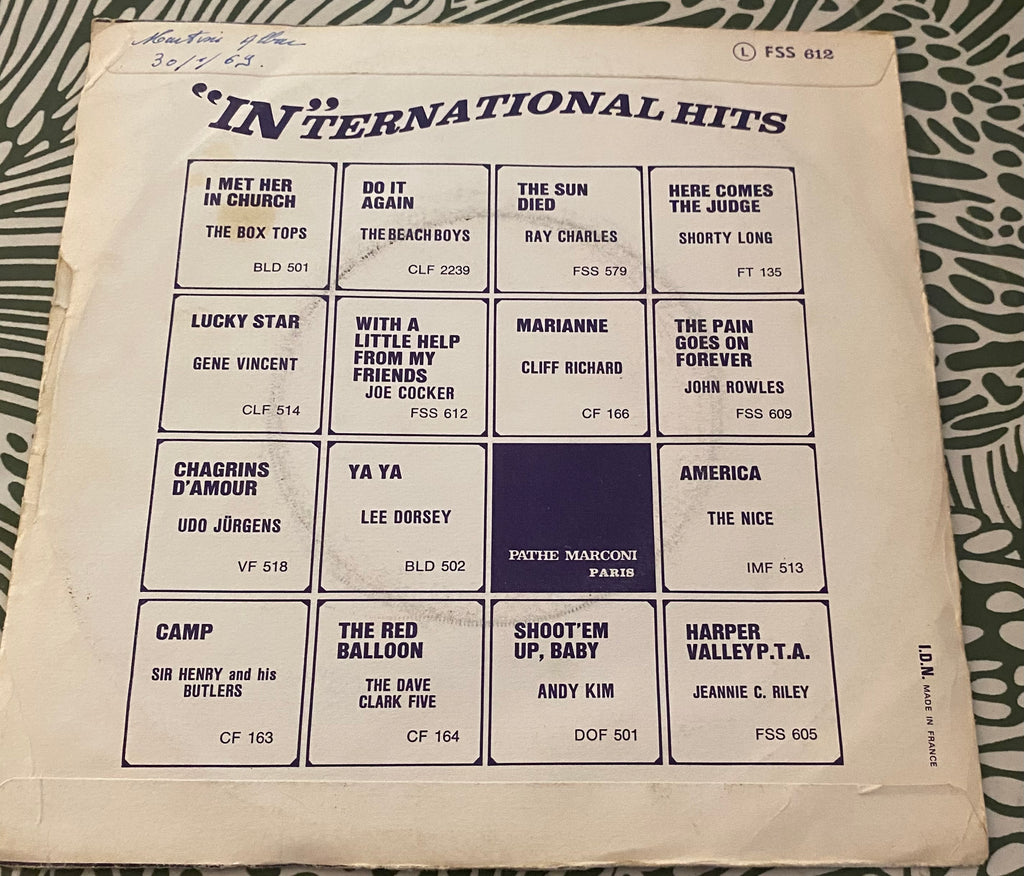 30/1/69.
Ⓛ FSS 612
"IN"TERNATIONAL HITS
I MET HER
IN CHURCH
THE BOX TOPS
BLD 501
DO IT
AGAIN
THE BEACH BOYS
CLF 2239
THE SUN
DIED
RAY CHARLES
FSS 579
HERE COMES
THE JUDGE
SHORTY LONG
FT 135
LUCKY STAR
GENE VINCENT
CLF 514
WITH A
LITTLE HELP
FROM MY
FRIENDS
JOE COCKER
FSS 612
MARIANNE
CLIFF RICHARD
CF 166
THE PAIN
GOES ON
FOREVER
JOHN ROWLES
FSS 609
CHAGRINS
D'AMOUR
UDO JÜRGENS
VF 518
YA YA
LEE DORSEY
BLD 502
PATHE MARCONI
PARIS
AMERICA
THE NICE
IMF 513
CAMP
SIR HENRY and his
BUTLERS
CF 163
THE RED
BALLOON
THE DAVE
CLARK FIVE
CF 164
SHOOT'EM
UP, BABY
ANDY KIM
DOF 501
HARPER
VALLEY P.T.A.
JEANNIE C. RILEY
FSS 605
I.D.N. MADE IN FRANCE